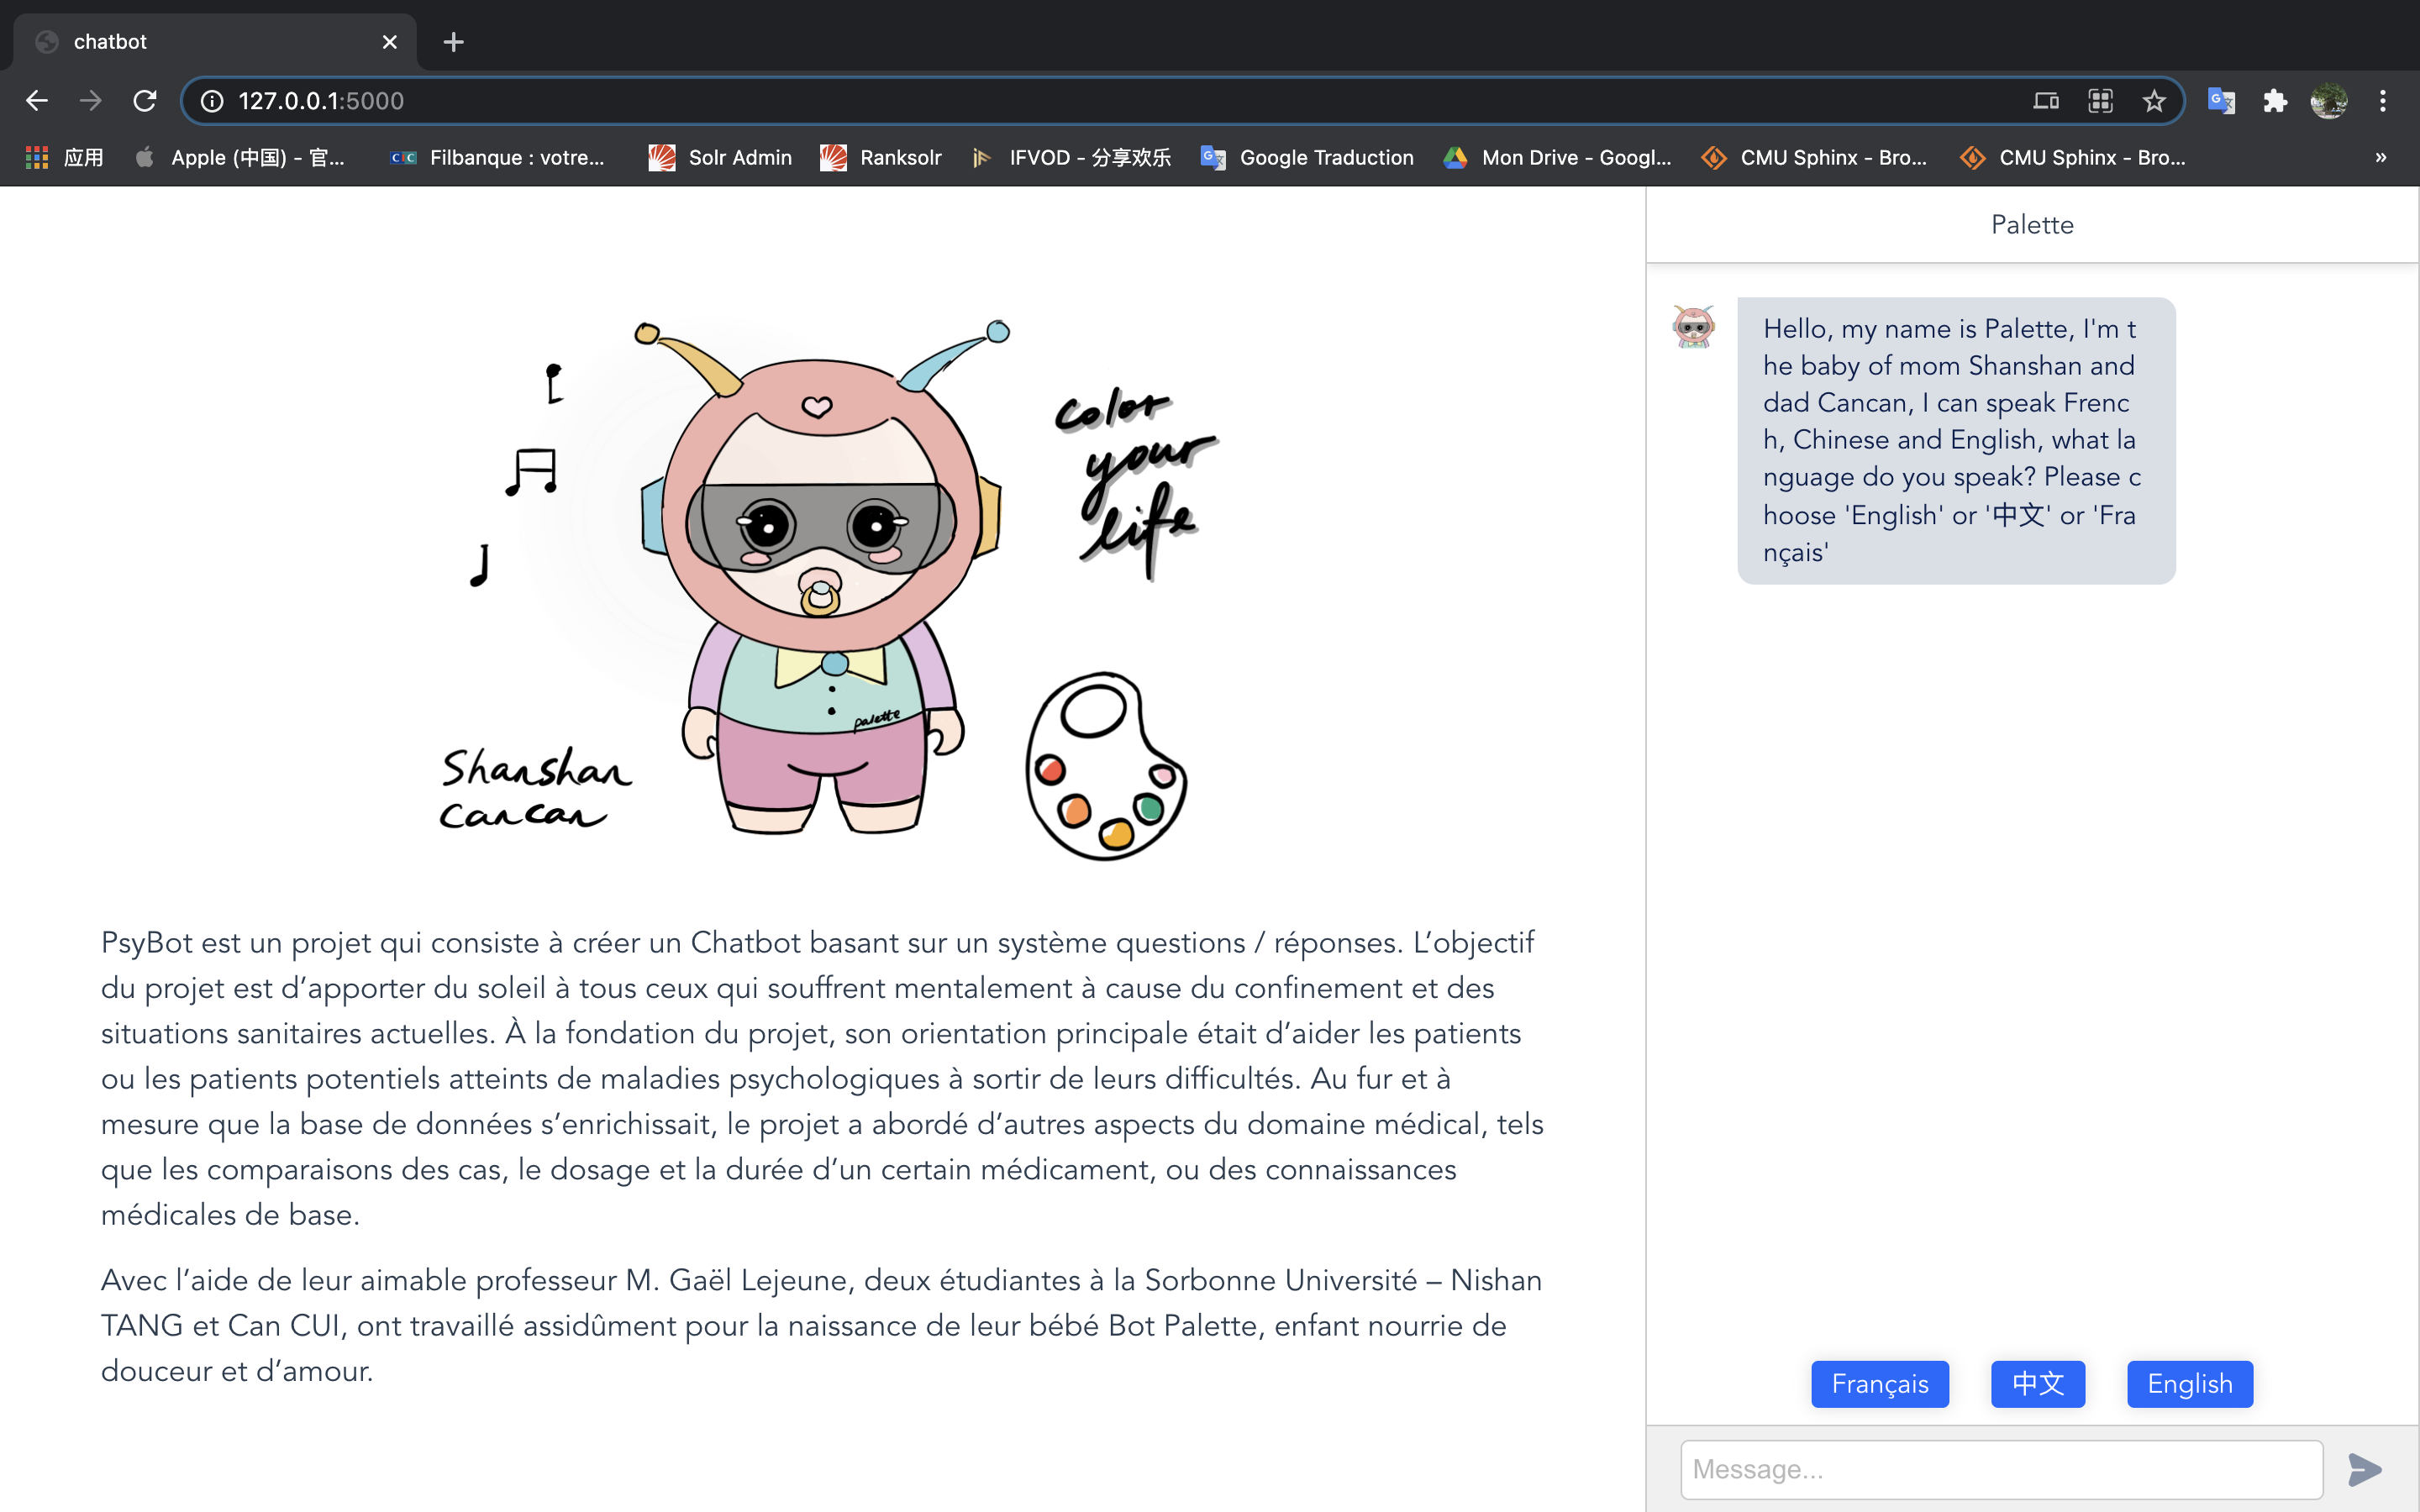 chatbot
127.0.0.1:5000
应用
Apple (中国) - 官...
Filbanque : votre...
Solr Admin
Ranksolr
IFVOD - 分享欢乐
Google Traduction
Mon Drive - Googl...
CMU Sphinx - Bro...
CMU Sphinx - Bro...
»
color
your
life
palette
Shanshan
cancan
PsyBot est un projet qui consiste à créer un Chatbot basant sur un système questions / réponses. L’objectif
du projet est d’apporter du soleil à tous ceux qui souffrent mentalement à cause du confinement et des
situations sanitaires actuelles. À la fondation du projet, son orientation principale était d’aider les patients
ou les patients potentiels atteints de maladies psychologiques à sortir de leurs difficultés. Au fur et à
mesure que la base de données s’enrichissait, le projet a abordé d’autres aspects du domaine médical, tels
que les comparaisons des cas, le dosage et la durée d’un certain médicament, ou des connaissances
médicales de base.
Avec l’aide de leur aimable professeur M. Gaël Lejeune, deux étudiantes à la Sorbonne Université – Nishan
TANG et Can CUI, ont travaillé assidûment pour la naissance de leur bébé Bot Palette, enfant nourrie de
douceur et d’amour.
Palette
Hello, my name is Palette, I'm t
he baby of mom Shanshan and
dad Cancan, I can speak Frenc
h, Chinese and English, what la
nguage do you speak? Please c
hoose 'English' or '中文' or 'Fra
nçais'
Français
中文
English
Message...